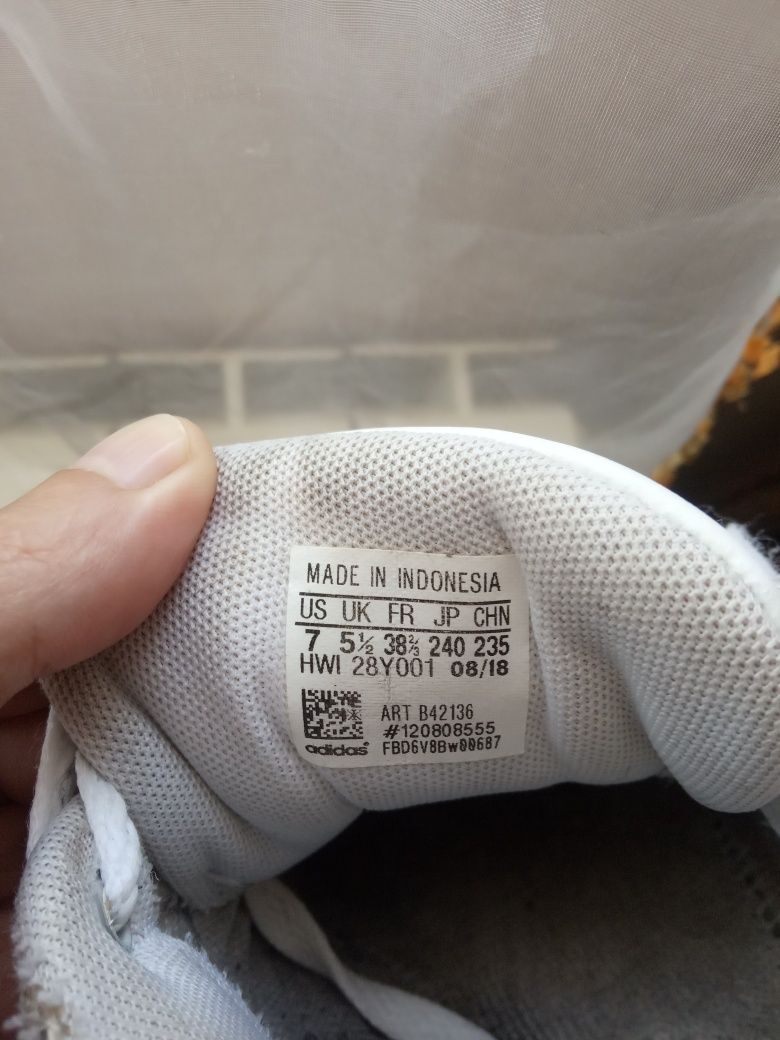 MADE IN INDONESIA
US UK FR JP CHN
7 5½ 38⅔ 240 235
HWI 28Y001 08/18
ART B42136
#120808555
adidas FBD6V8Bw00687